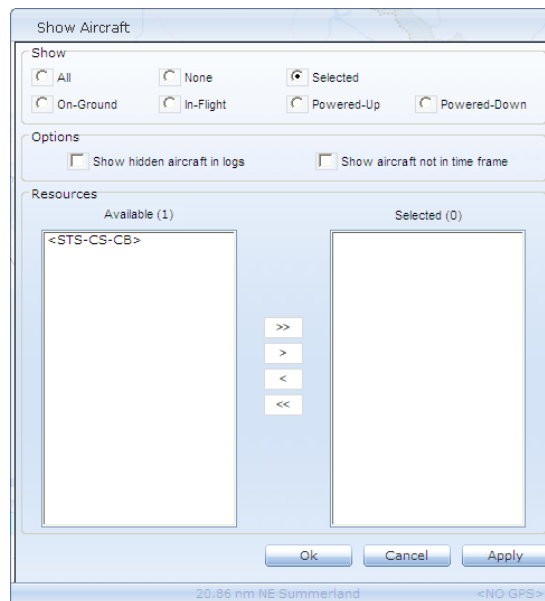 Show Aircraft
Show
All None Selected
On-Ground In-Flight Powered-Up Powered-Down
Options
Show hidden aircraft in logs Show aircraft not in time frame
Resources
Available (1) Selected (0)
<STS-CS-CB>
>>
>
<
<<
Ok Cancel Apply
20.86 nm NE Summerland <NO GPS>